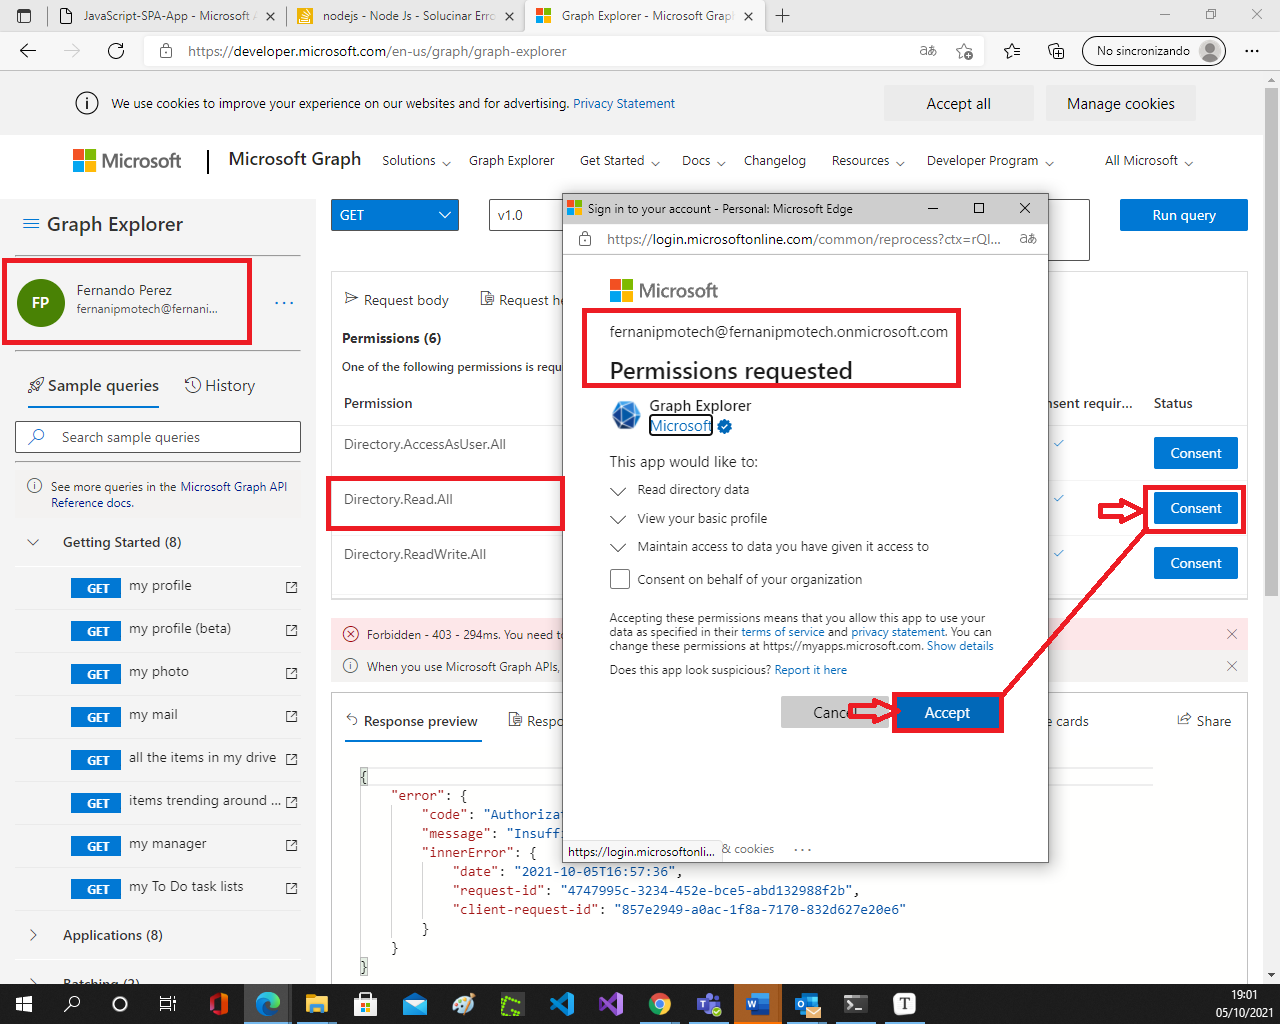 JavaScript-SPA-App - Microsoft A
nodejs - Node Js - Solucinar Erro
Graph Explorer - Microsoft Graph
https://developer.microsoft.com/en-us/graph/graph-explorer
No sincronizando
We use cookies to improve your experience on our websites and for advertising. Privacy Statement
Accept all
Manage cookies
Microsoft
Microsoft Graph
Solutions
Graph Explorer
Get Started
Docs
Changelog
Resources
Developer Program
All Microsoft
Graph Explorer
FP
Fernando Perez
fernanipmotech@fernani...
Sample queries
History
Search sample queries
See more queries in the Microsoft Graph API
Reference docs.
Getting Started (8)
GET my profile
GET my profile (beta)
GET my photo
GET my mail
GET all the items in my drive
GET items trending around ...
GET my manager
GET my To Do task lists
Applications (8)
Batching (2)
GET
v1.0
Run query
Request body
Request he
Permissions (6)
One of the following permissions is requ
Permission
nsent requir...
Status
Directory.AccessAsUser.All
Consent
Directory.Read.All
Consent
Directory.ReadWrite.All
Consent
Forbidden - 403 - 294ms. You need to
When you use Microsoft Graph APIs,
Response preview
Respo
e cards
Share
{
"error": {
"code": "Authoriza
"message": "Insuffi
"innerError": {
"date": "2021-10-05T16:57:36",
"request-id": "4747995c-3234-452e-bce5-abd132988f2b",
"client-request-id": "857e2949-a0ac-1f8a-7170-832d627e20e6"
}
}
}
Sign in to your account - Personal: Microsoft Edge
https://login.microsoftonline.com/common/reprocess?ctx=rQI...
Microsoft
fernanipmotech@fernanipmotech.onmicrosoft.com
Permissions requested
Graph Explorer
Microsoft
This app would like to:
Read directory data
View your basic profile
Maintain access to data you have given it access to
Consent on behalf of your organization
Accepting these permissions means that you allow this app to use your
data as specified in their terms of service and privacy statement. You can
change these permissions at https://myapps.microsoft.com. Show details
Does this app look suspicious? Report it here
Cancel
Accept
https://login.microsoftonli...
& cookies
19:01
05/10/2021